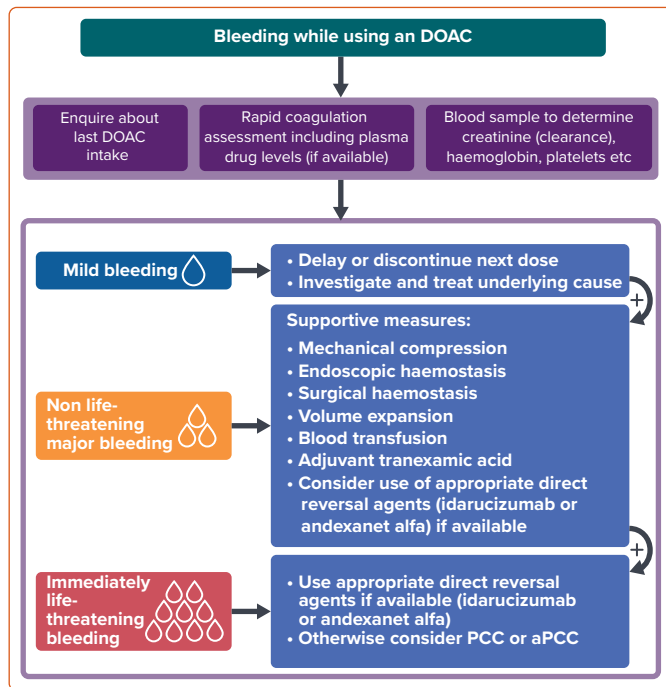 Bleeding while using an DOAC
Enquire about
last DOAC
intake
Rapid coagulation
assessment including plasma
drug levels (if available)
Blood sample to determine
creatinine (clearance),
haemoglobin, platelets etc
Mild bleeding
• Delay or discontinue next dose
• Investigate and treat underlying cause
+
Non life-
threatening
major bleeding
Supportive measures:
• Mechanical compression
• Endoscopic haemostasis
• Surgical haemostasis
• Volume expansion
• Blood transfusion
• Adjuvant tranexamic acid
• Consider use of appropriate direct
reversal agents (idarucizumab or
andexanet alfa) if available
+
Immediately
life-
threatening
bleeding
• Use appropriate direct reversal
agents if available (idarucizumab
or andexanet alfa)
• Otherwise consider PCC or aPCC